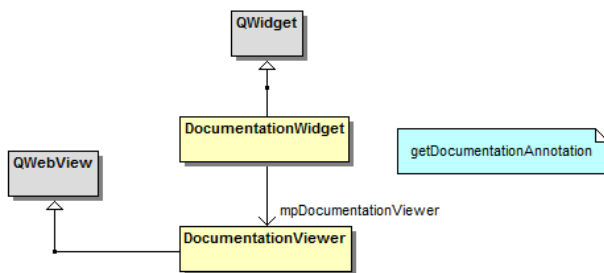 QWidget
DocumentationWidget
getDocumentationAnnotation
QWebView
mpDocumentationViewer
DocumentationViewer